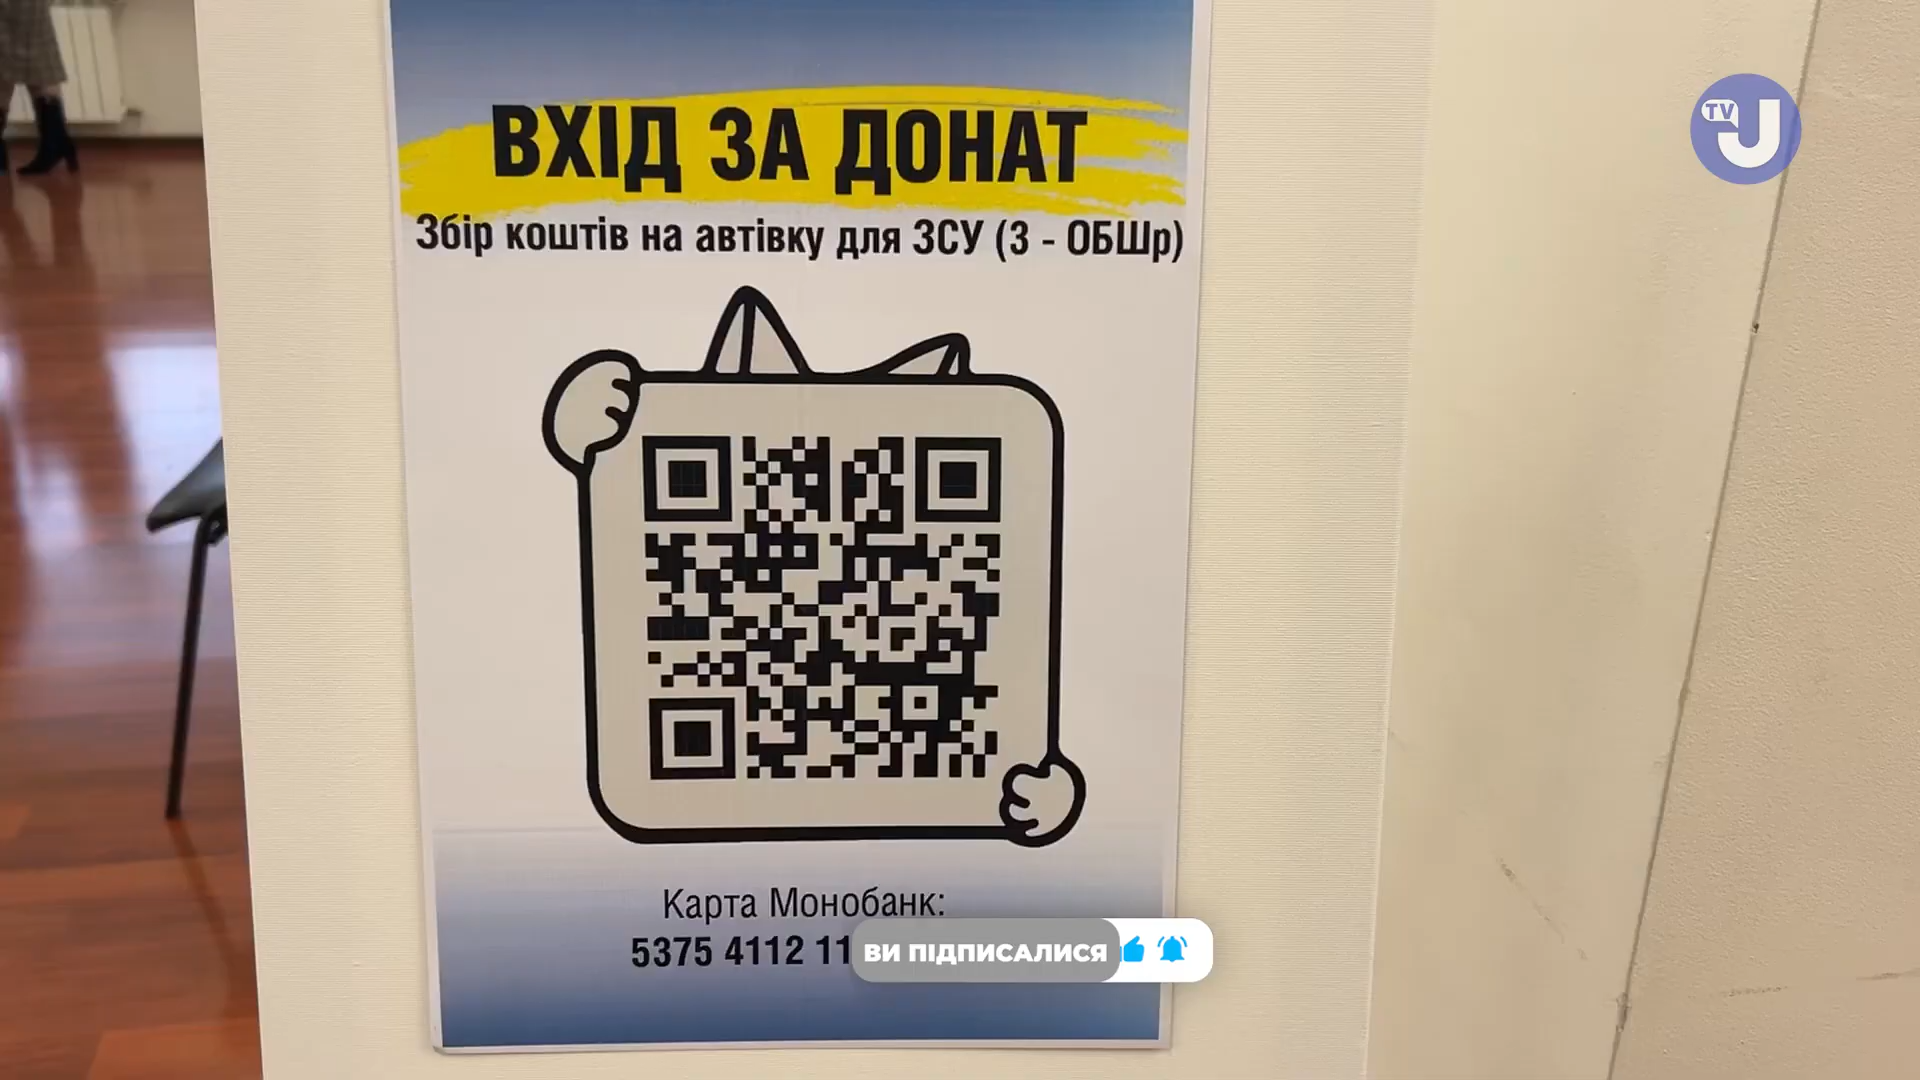 ВХІД ЗА ДОНАТ
Збір коштів на автівку для ЗСУ (3 - ОБШр)
Карта Монобанк:
5375 4112 11
ВИ ПІДПИСАЛИСЯ
TV J